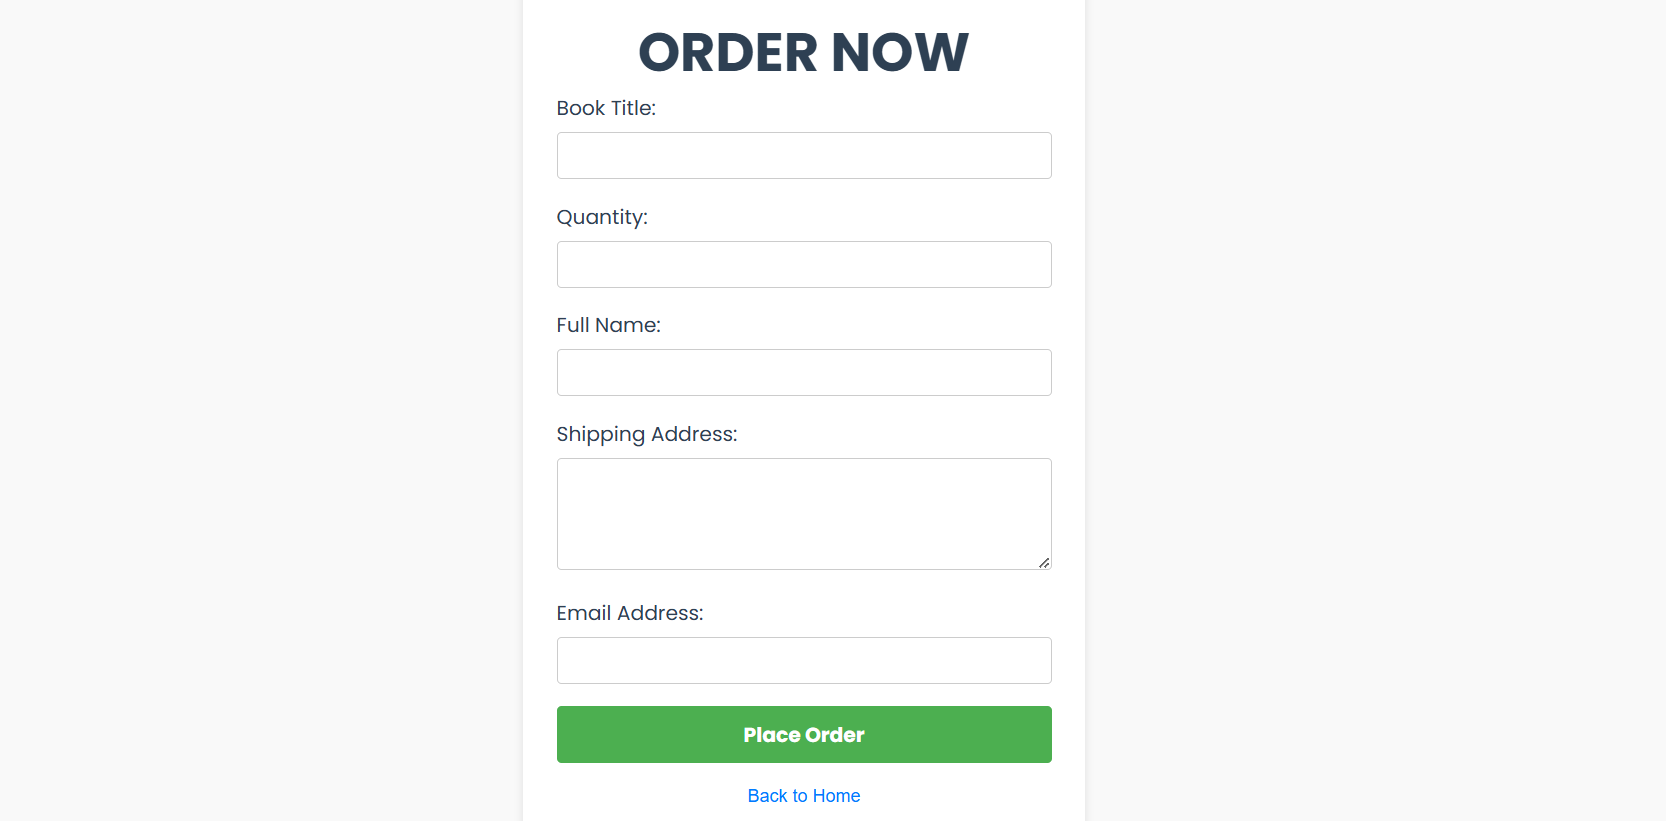 ORDER NOW
Book Title:
Quantity:
Full Name:
Shipping Address:
Email Address:
Place Order
Back to Home